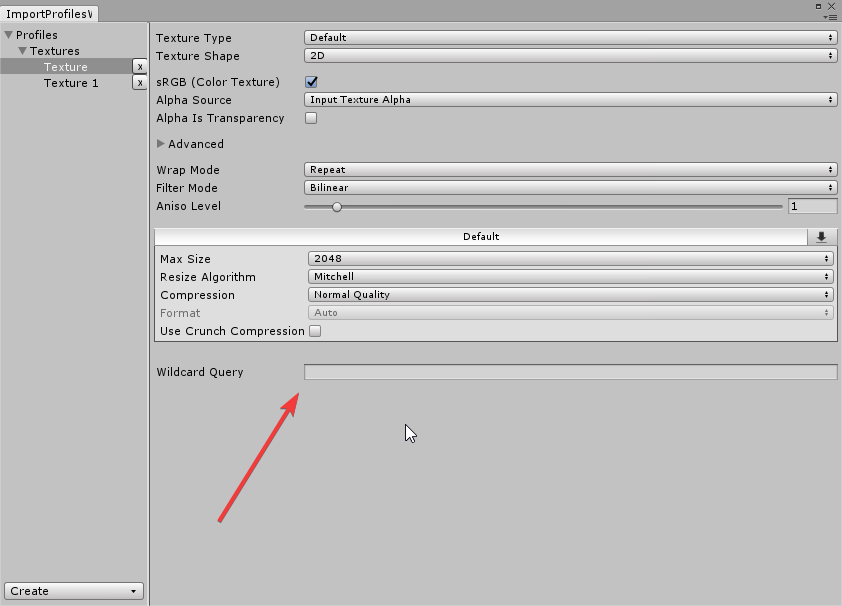 ImportProfilesW
Profiles
Textures
Texture x
Texture 1 x
Create
Texture Type Default
Texture Shape 2D
sRGB (Color Texture)
Alpha Source Input Texture Alpha
Alpha Is Transparency
Advanced
Wrap Mode Repeat
Filter Mode Bilinear
Aniso Level 1
Default
Max Size 2048
Resize Algorithm Mitchell
Compression Normal Quality
Format Auto
Use Crunch Compression
Wildcard Query